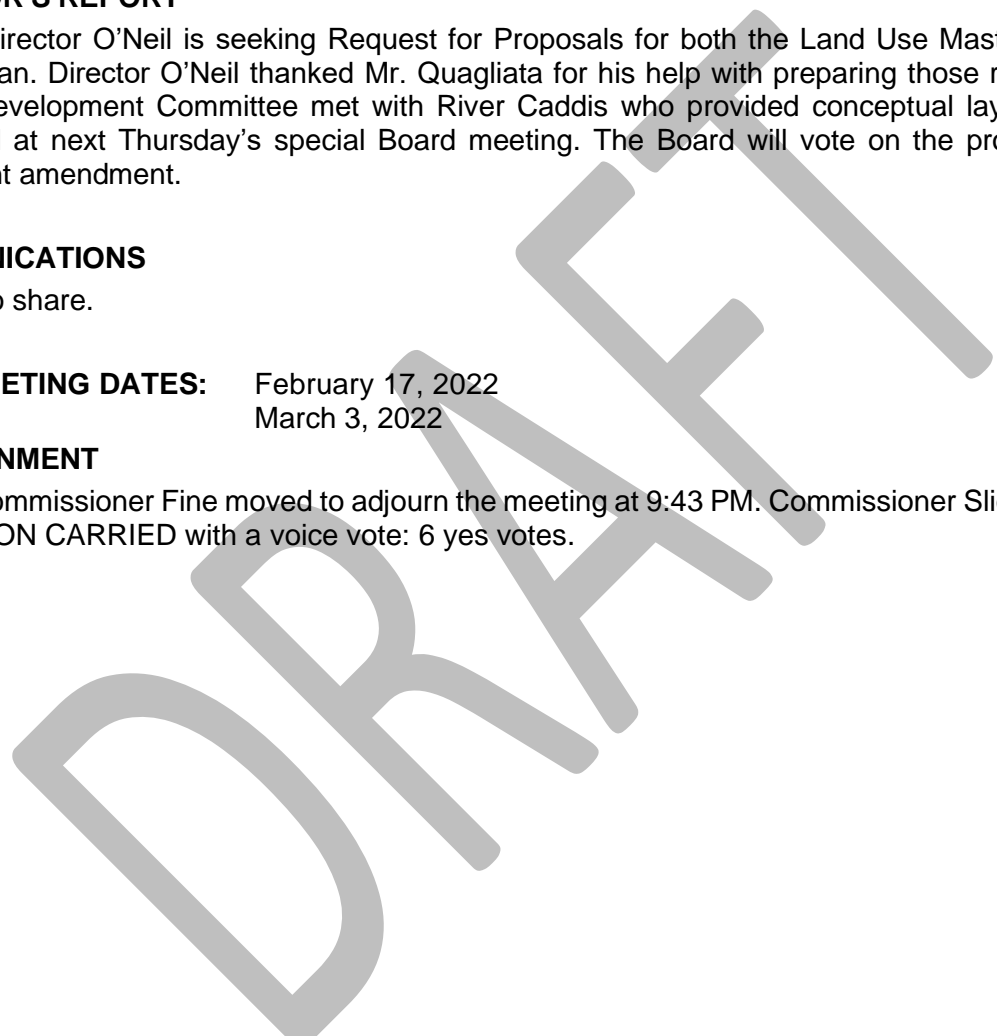 OR'S REPORT
irector O'Neil is seeking Request for Proposals for both the Land Use Mast
an. Director O'Neil thanked Mr. Quagliata for his help with preparing those r
evelopment Committee met with River Caddis who provided conceptual lay
at next Thursday's special Board meeting. The Board will vote on the pro
nt amendment.
NICATIONS
o share.
ETING DATES: February 17, 2022
March 3, 2022
NMENT
ommissioner Fine moved to adjourn the meeting at 9:43 PM. Commissioner Sli
ON CARRIED with a voice vote: 6 yes votes.
DRAFT